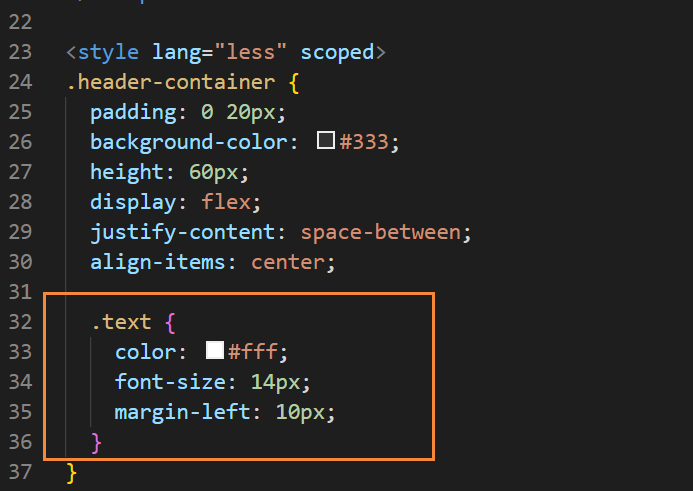 22
23 <style lang="less" scoped>
24 .header-container {
25 padding: 0 20px;
26 background-color: #333;
27 height: 60px;
28 display: flex;
29 justify-content: space-between;
30 align-items: center;
31
32 .text {
33 color: #fff;
34 font-size: 14px;
35 margin-left: 10px;
36 }
37 }